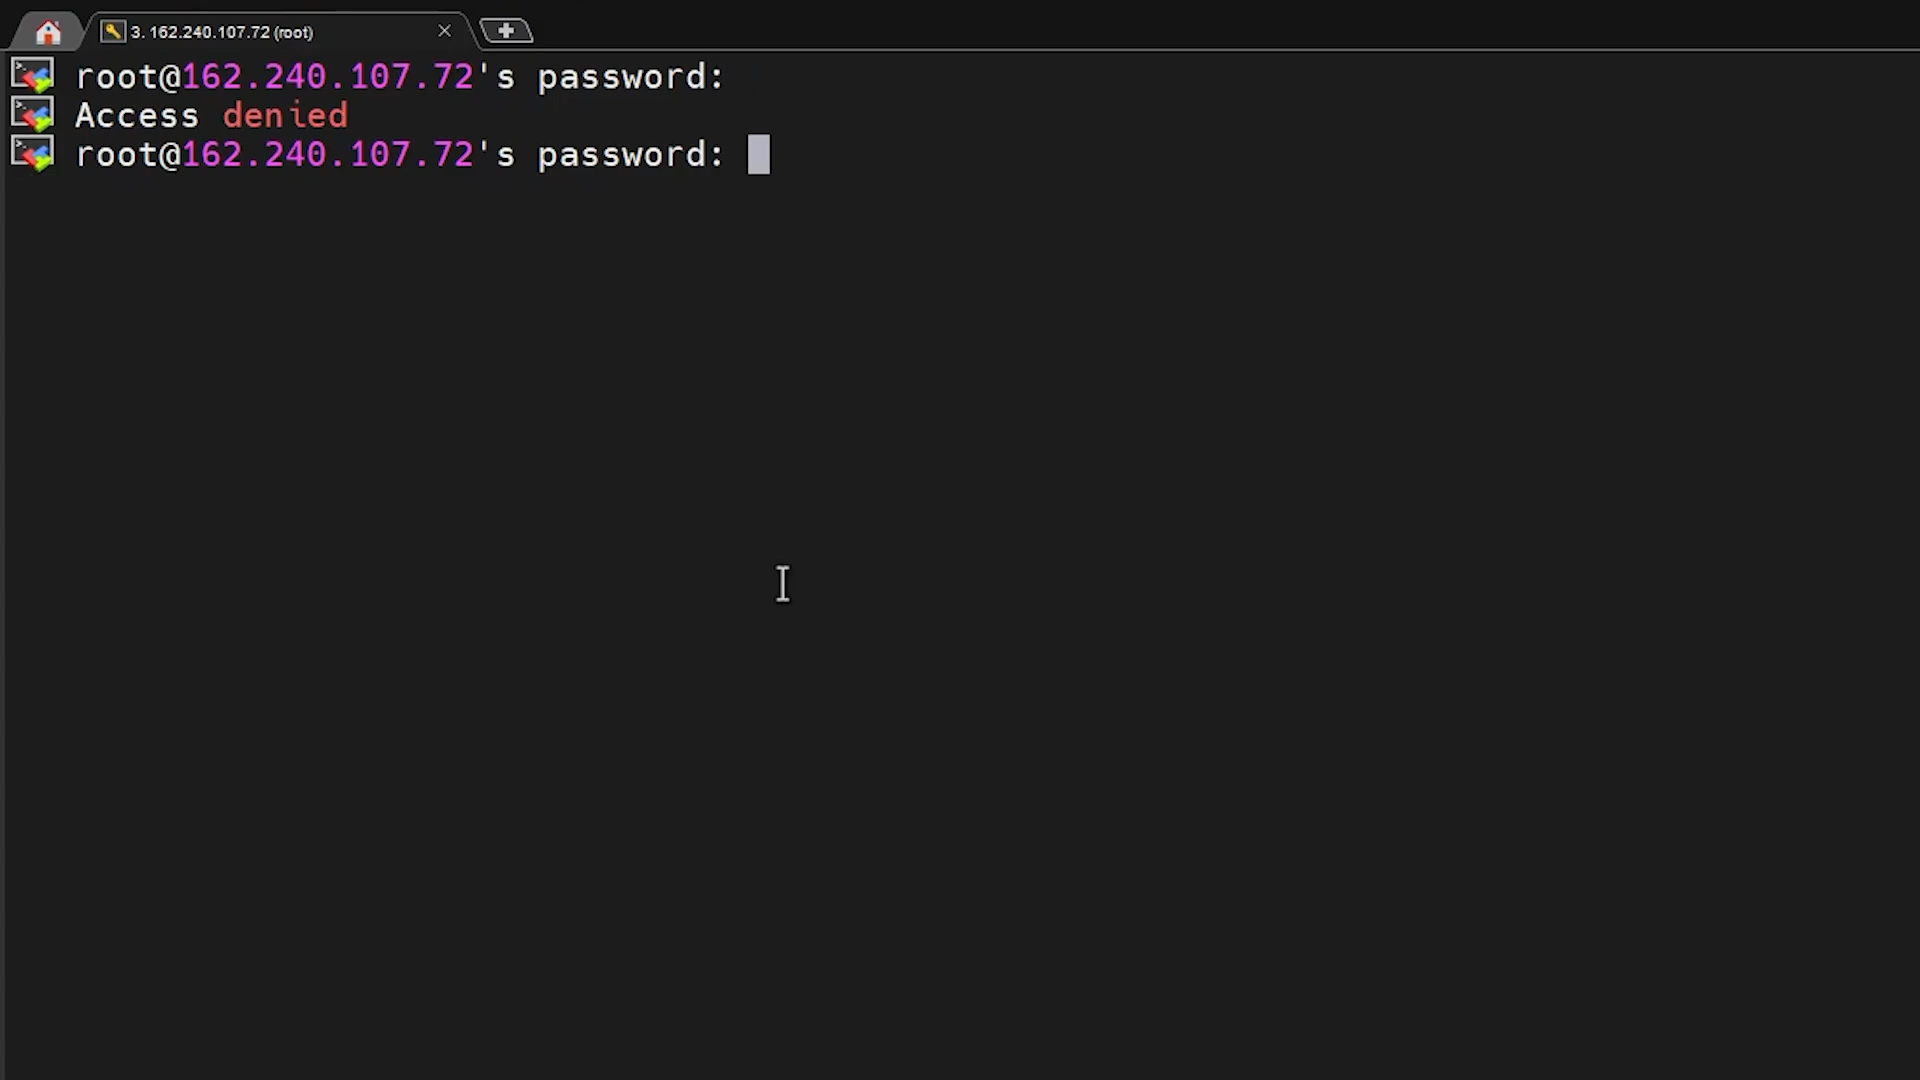 3. 162.240.107.72 (root)
root@162.240.107.72's password:
Access denied
root@162.240.107.72's password: